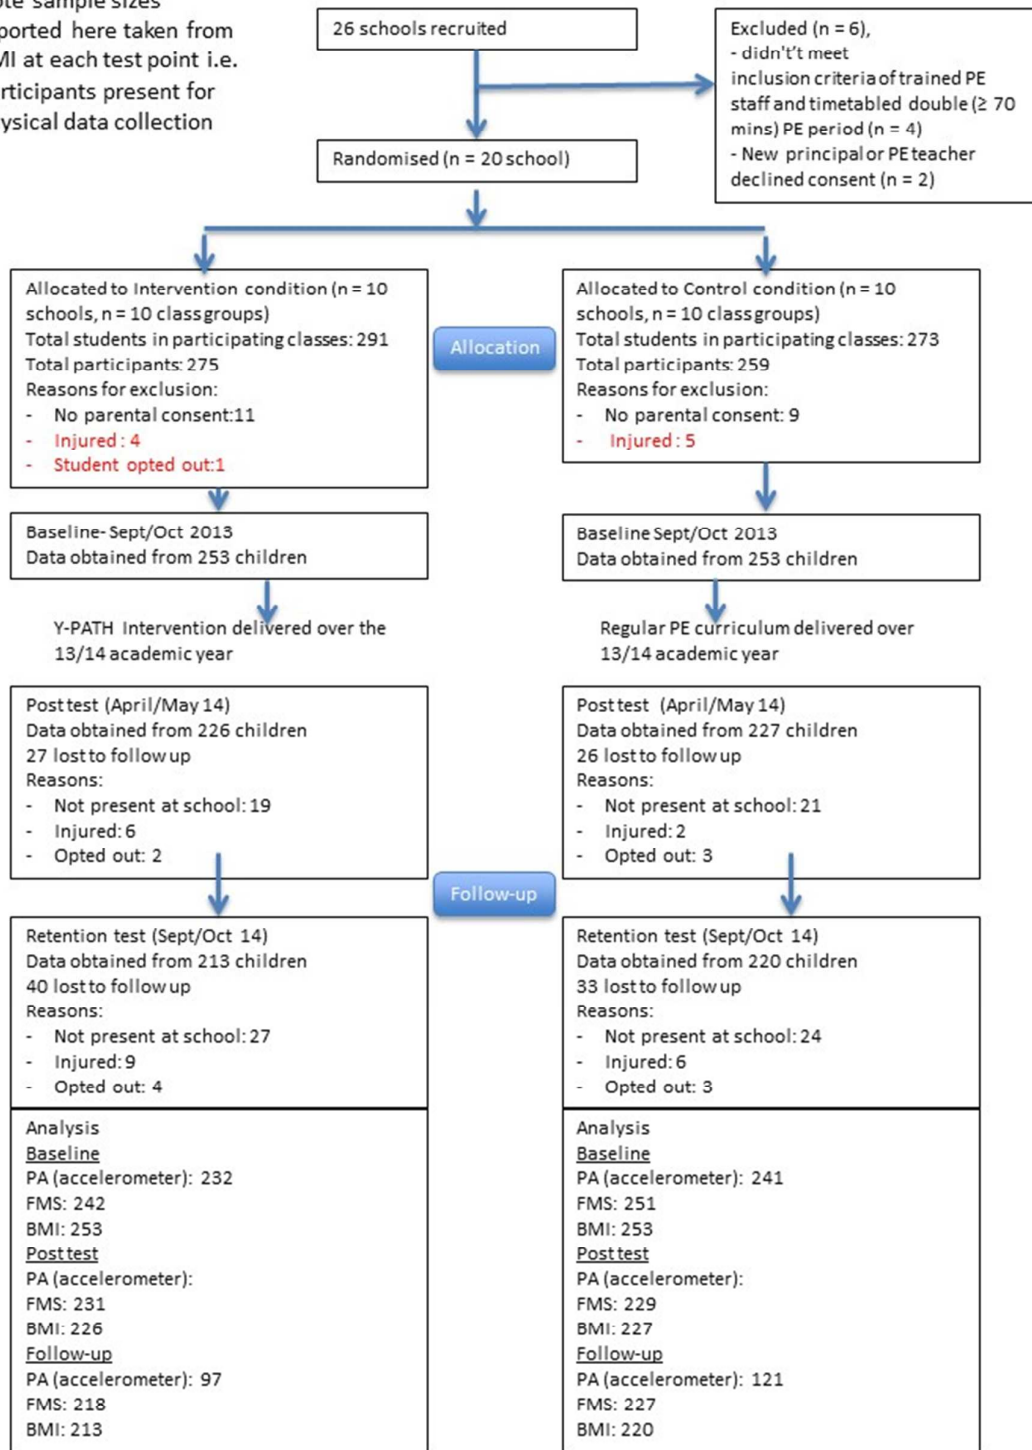 sample sizes
here taken from
at each test point i.e.
present for
data collection
26 schools recruited
Excluded (n = 6),
- didn't't meet
inclusion criteria of trained PE
staff and timetabled double (≥ 70
mins) PE period (n = 4)
- New principal or PE teacher
declined consent (n = 2)
Randomised (n = 20 school)
Allocated to Intervention condition (n = 10
schools, n = 10 class groups)
Total students in participating classes: 291
Total participants: 275
Reasons for exclusion:
- No parental consent:11
- Injured : 4
- Student opted out:1
Allocation
Allocated to Control condition (n = 10
schools, n = 10 class groups)
Total students in participating classes: 273
Total participants: 259
Reasons for exclusion:
- No parental consent: 9
- Injured : 5
Baseline- Sept/Oct 2013
Data obtained from 253 children
Baseline Sept/Oct 2013
Data obtained from 253 children
Y-PATH Intervention delivered over the
13/14 academic year
Regular PE curriculum delivered over
13/14 academic year
Post test (April/May 14)
Data obtained from 226 children
27 lost to follow up
Reasons:
- Not present at school: 19
- Injured: 6
- Opted out: 2
Post test (April/May 14)
Data obtained from 227 children
26 lost to follow up
Reasons:
- Not present at school: 21
- Injured: 2
- Opted out: 3
Follow-up
Retention test (Sept/Oct 14)
Data obtained from 213 children
40 lost to follow up
Reasons:
- Not present at school: 27
- Injured: 9
- Opted out: 4
Retention test (Sept/Oct 14)
Data obtained from 220 children
33 lost to follow up
Reasons:
- Not present at school: 24
- Injured: 6
- Opted out: 3
Analysis
Baseline
PA (accelerometer): 232
FMS: 242
BMI: 253
Post test
PA (accelerometer):
FMS: 231
BMI: 226
Follow-up
PA (accelerometer): 97
FMS: 218
BMI: 213
Analysis
Baseline
PA (accelerometer): 241
FMS: 251
BMI: 253
Post test
PA (accelerometer):
FMS: 229
BMI: 227
Follow-up
PA (accelerometer): 121
FMS: 227
BMI: 220